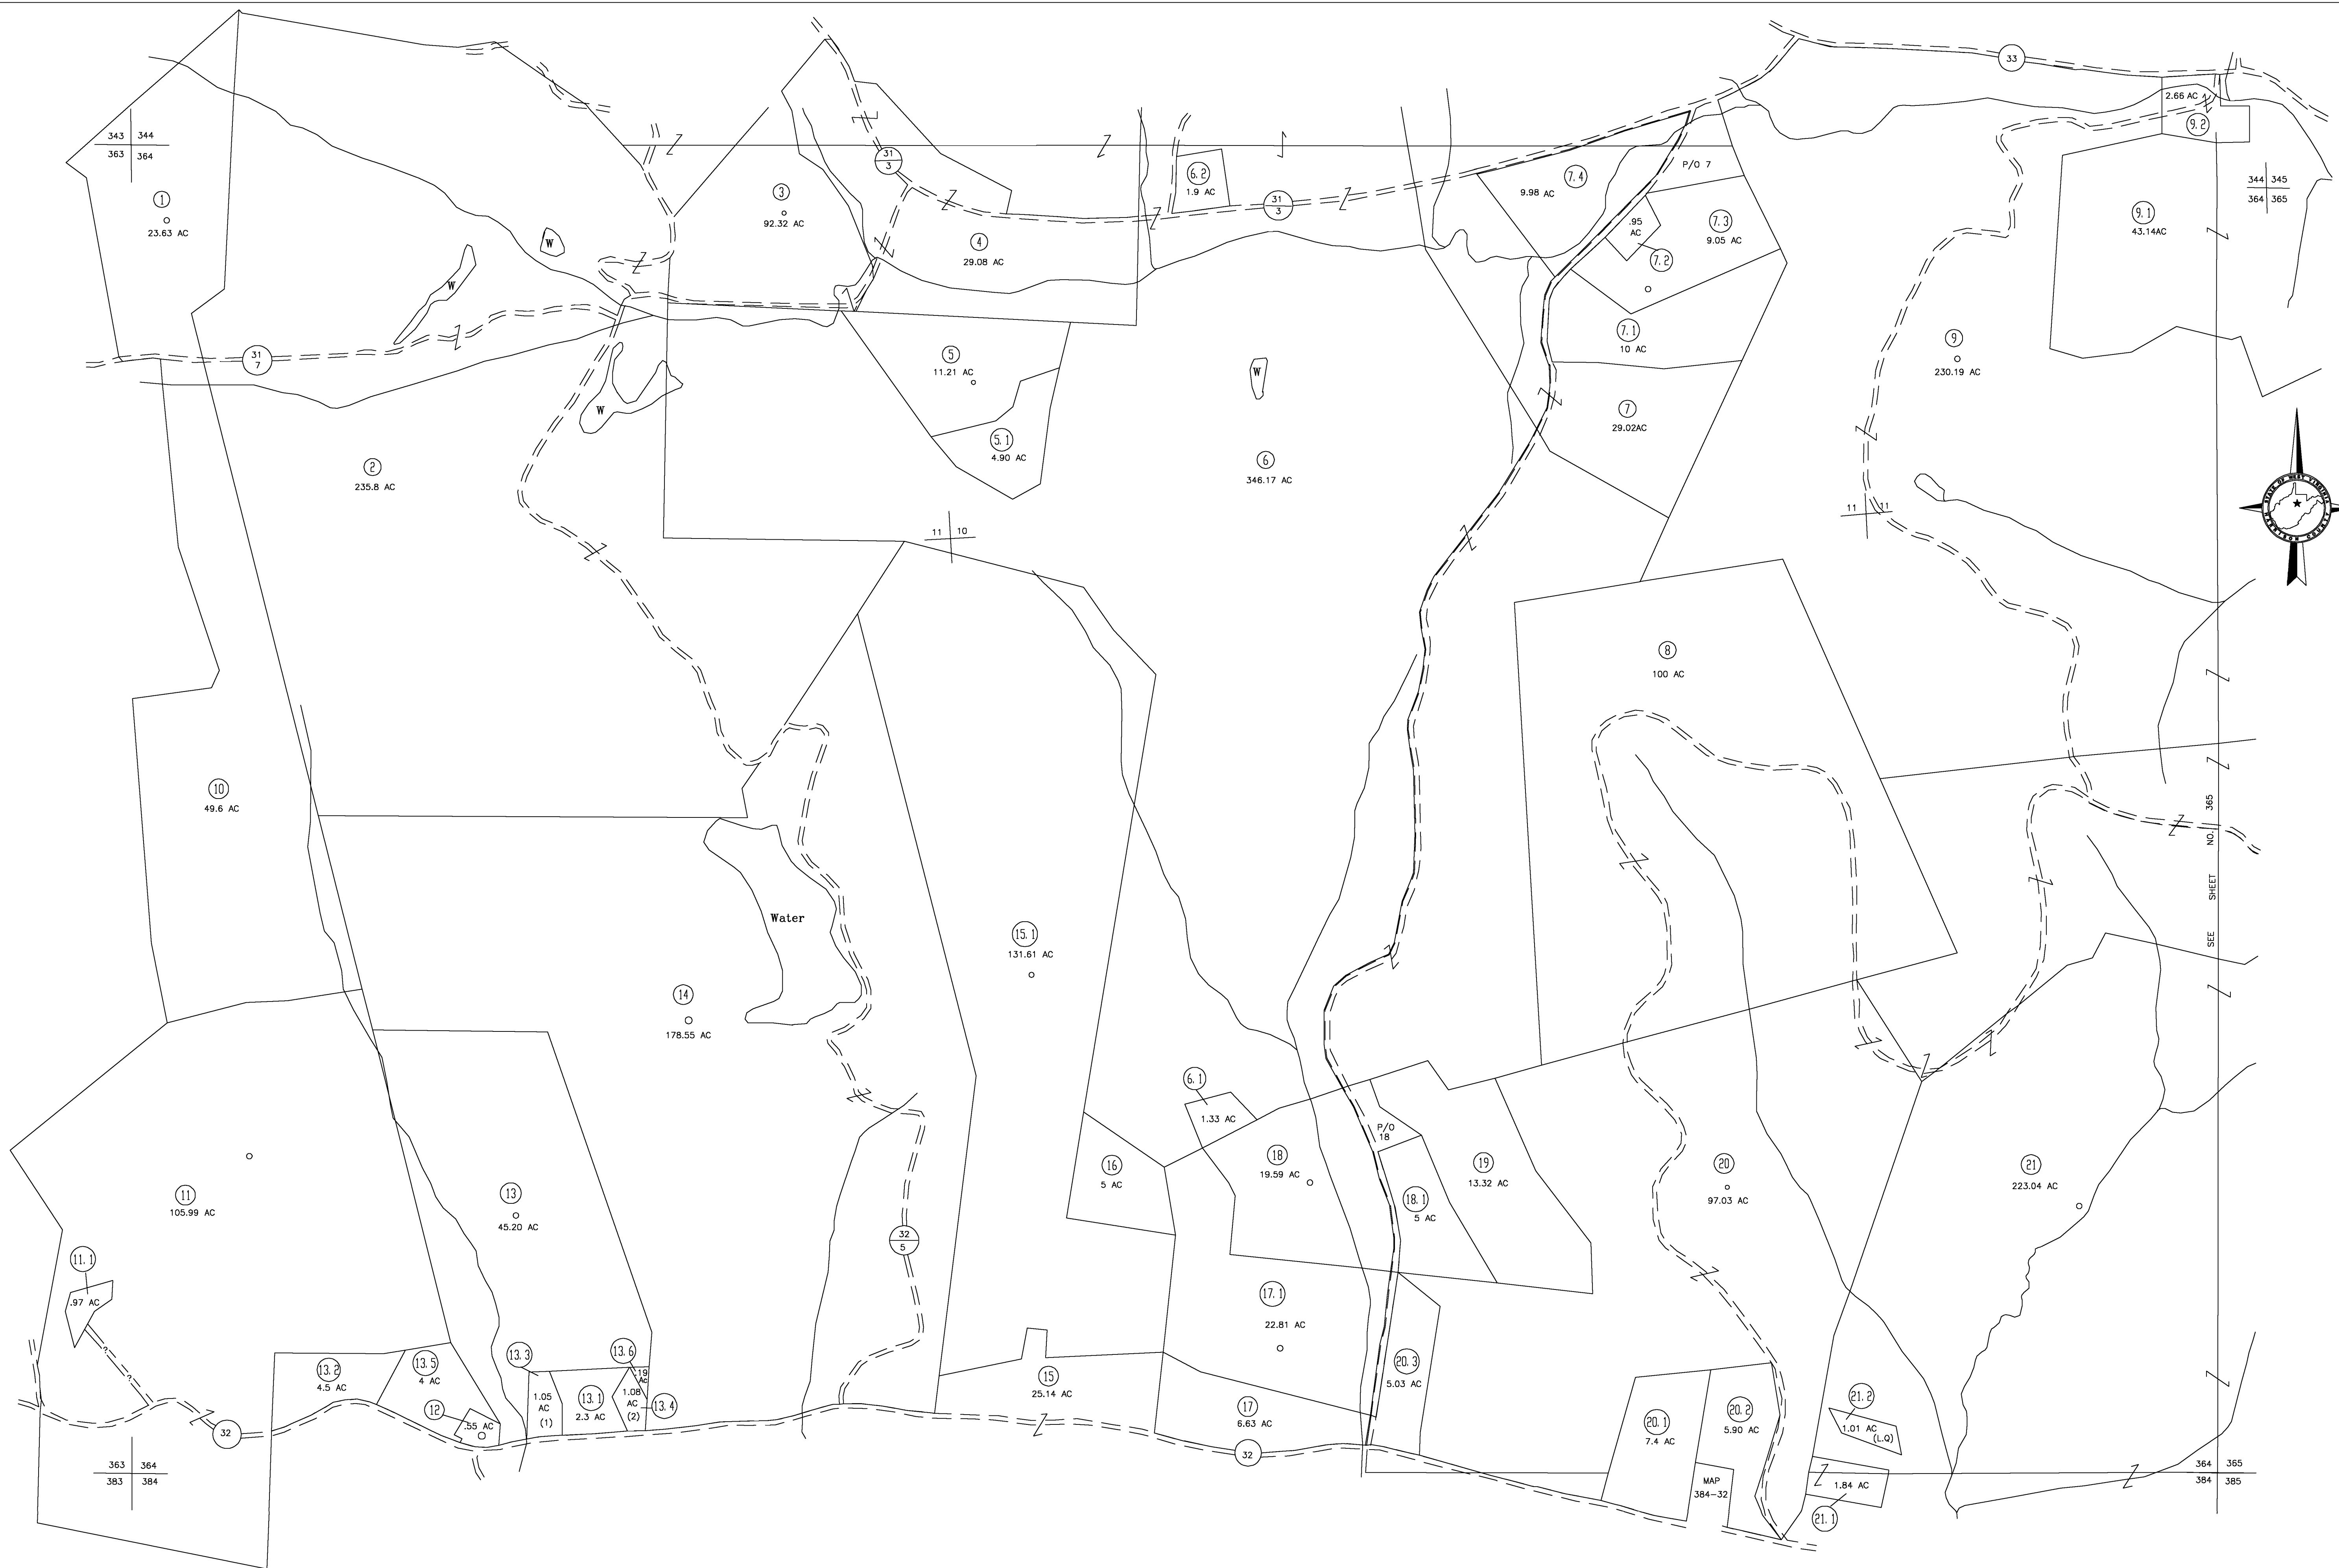 33
2.66 AC
9.2
343 344
363 364
31
3
P/O 7
6.2
1.9 AC
7.4
9.98 AC
344 345
364 365
1
23.63 AC
3
92.32 AC
31
3
7.3
9.05 AC
.95
AC
7.2
9.1
43.14AC
W
4
29.08 AC
W
7.1
10 AC
9
230.19 AC
31
7
5
11.21 AC
W
W
7
29.02AC
5.1
4.90 AC
2
235.8 AC
6
346.17 AC
STATE OF WEST VIRGINIA
HARRISON COUNTY
11 11
11 10
8
100 AC
10
49.6 AC
SEE SHEET NO. 365
Water
15.1
131.61 AC
14
178.55 AC
6.1
1.33 AC
P/O
18
16
5 AC
18
19.59 AC
19
13.32 AC
20
97.03 AC
21
223.04 AC
11
105.99 AC
13
45.20 AC
18.1
5 AC
32
5
11.1
.97 AC
17.1
22.81 AC
?
?
13.2
4.5 AC
13.5
4 AC
13.3
13.6
.19
Ac
1.05
AC
(1)
13.1
2.3 AC
1.08
AC
(2)
13.4
15
25.14 AC
20.3
5.03 AC
12
.55 AC
32
17
6.63 AC
32
20.1
7.4 AC
20.2
5.90 AC
21.2
1.01 AC
(L.Q)
363 364
383 384
MAP
384-32
1.84 AC
21.1
364 365
384 385